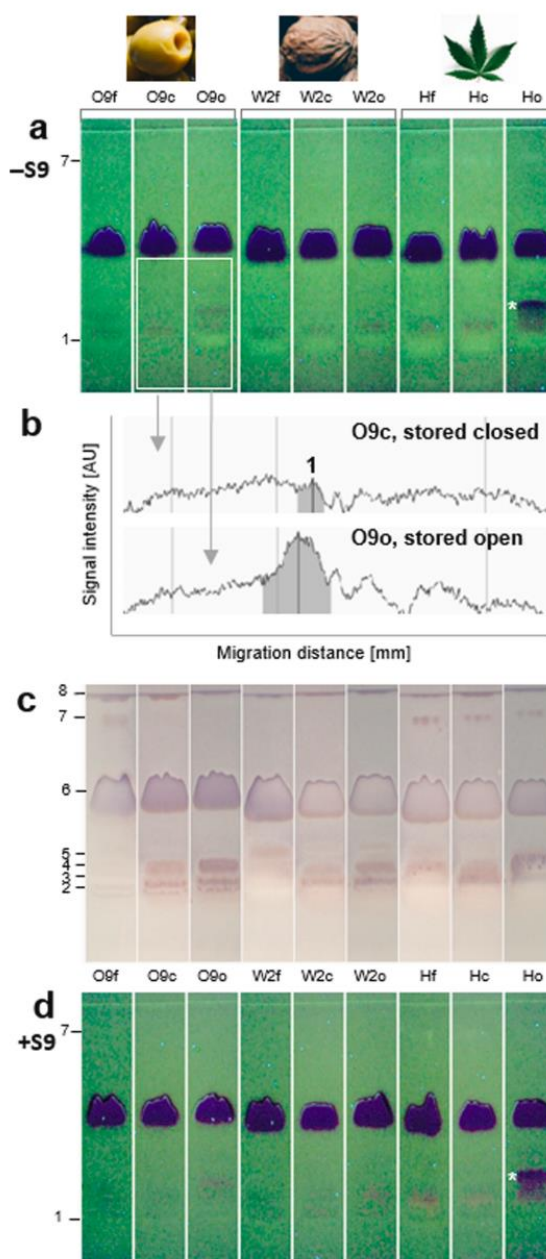 O9f O9c O9o W2f W2c W2o Hf Hc Ho
a
–S9
7
*
1
b
O9c, stored closed
1
O9o, stored open
Signal intensity [AU]
Migration distance [mm]
c
8
7
6
5
4
3
2
O9f O9c O9o W2f W2c W2o Hf Hc Ho
d
+S9
7
*
1